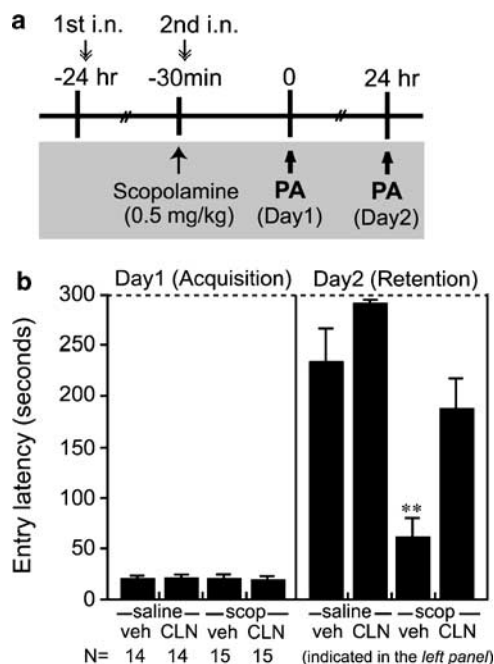 a
1st i.n. 2nd i.n.
-24 hr -30min 0 24 hr
Scopolamine PA PA
(0.5 mg/kg) (Day1) (Day2)
b
Day1 (Acquisition) Day2 (Retention)
Entry latency (seconds)
300
250
200
150
100
50
0
**
saline scop saline scop
veh CLN veh CLN veh CLN veh CLN
N= 14 14 15 15 (indicated in the left panel)